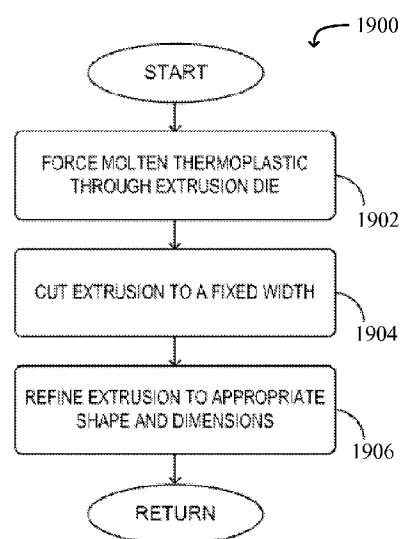 1900
START
FORCE MOLTEN THERMOPLASTIC
THROUGH EXTRUSION DIE
1902
CUT EXTRUSION TO A FIXED WIDTH
1904
REFINE EXTRUSION TO APPROPRIATE
SHAPE AND DIMENSIONS
1906
RETURN